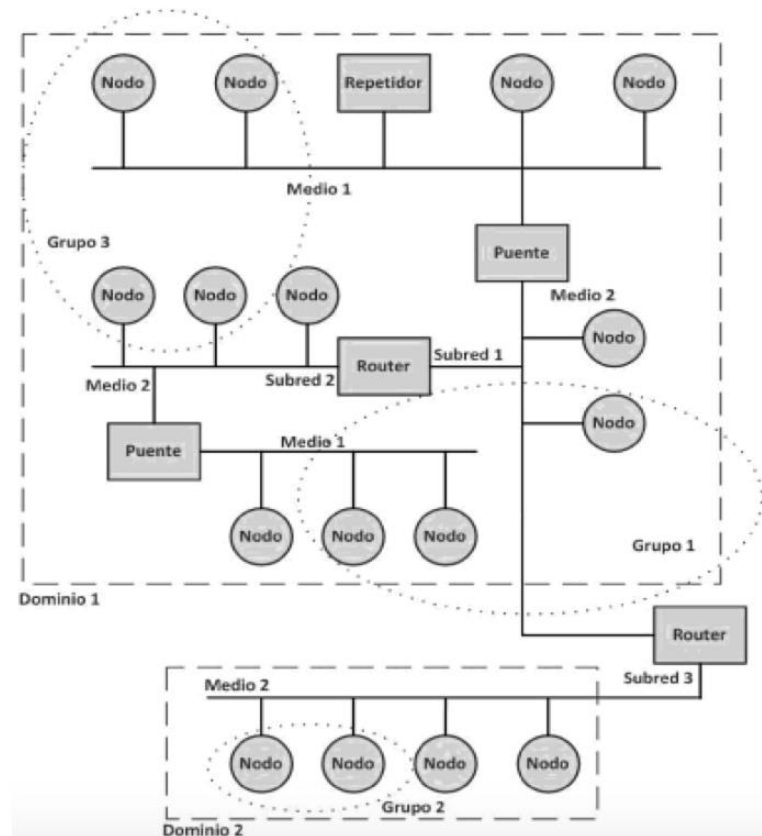 Nodo
Nodo
Repetidor
Nodo
Nodo
Medio 1
Grupo 3
Puente
Medio 2
Nodo
Nodo
Nodo
Nodo
Medio 2
Subred 2
Router
Subred 1
Nodo
Puente
Medio 1
Nodo
Nodo
Nodo
Grupo 1
Dominio 1
Router
Subred 3
Medio 2
Nodo
Nodo
Nodo
Nodo
Grupo 2
Dominio 2